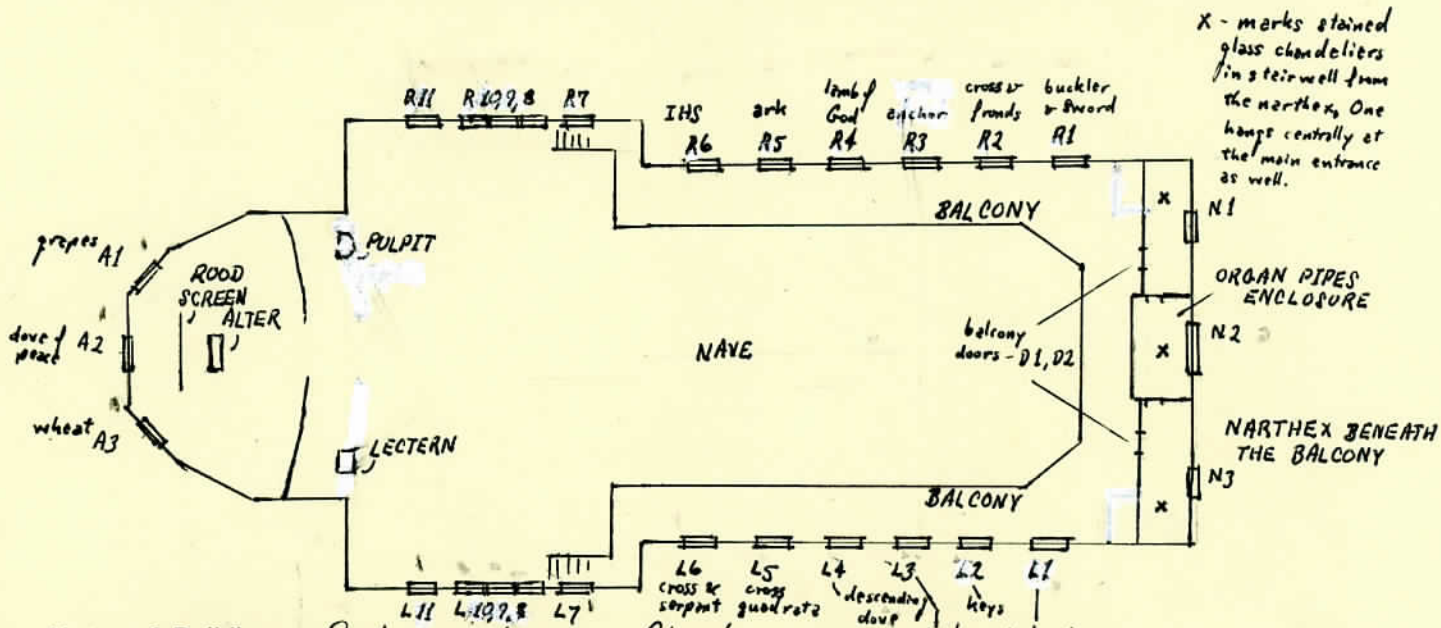 X - marks stained
glass chandeliers
in stairwell from
the narthex, One
hangs centrally at
the main entrance
as well.
R11
R10,9,8
R7
IHS
R6
ark
R5
lamb of
God
R4
anchor
R3
cross &
fronds
R2
buckler
& sword
R1
BALCONY
X
N1
ORGAN PIPES
ENCLOSURE
PULPIT
grapes A1
ROOD
SCREEN
ALTER
dove of
peace A2
NAVE
balcony
doors - D1, D2
X
N2
wheat A3
LECTERN
NARTHEX BENEATH
THE BALCONY
BALCONY
X
N3
L11
L10,9,8
L7
L6
cross &
serpant
L5
cross
quadrata
L4
descending
dove
L3
L2
keys
L1